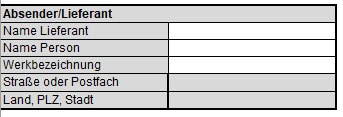 Absender/Lieferant
Name Lieferant
Name Person
Werkbezeichnung
Straße oder Postfach
Land, PLZ, Stadt